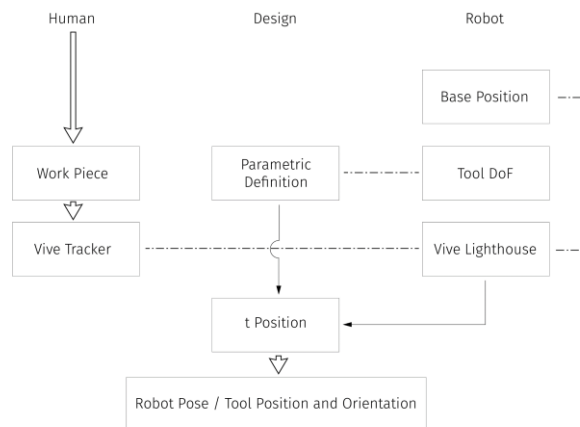 Human
Design
Robot
Base Position
Work Piece
Parametric
Definition
Tool DoF
Vive Tracker
Vive Lighthouse
t Position
Robot Pose / Tool Position and Orientation